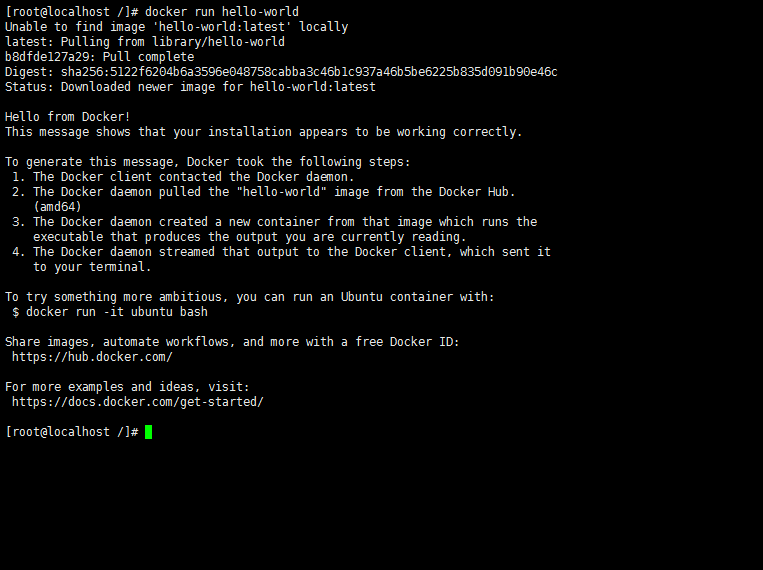 [root@localhost /]# docker run hello-world
Unable to find image 'hello-world:latest' locally
latest: Pulling from library/hello-world
b8dfde127a29: Pull complete
Digest: sha256:5122f6204b6a3596e048758cabba3c46b1c937a46b5be6225b835d091b90e46c
Status: Downloaded newer image for hello-world:latest

Hello from Docker!
This message shows that your installation appears to be working correctly.

To generate this message, Docker took the following steps:
 1. The Docker client contacted the Docker daemon.
 2. The Docker daemon pulled the "hello-world" image from the Docker Hub.
    (amd64)
 3. The Docker daemon created a new container from that image which runs the
    executable that produces the output you are currently reading.
 4. The Docker daemon streamed that output to the Docker client, which sent it
    to your terminal.

To try something more ambitious, you can run an Ubuntu container with:
 $ docker run -it ubuntu bash

Share images, automate workflows, and more with a free Docker ID:
 https://hub.docker.com/

For more examples and ideas, visit:
 https://docs.docker.com/get-started/

[root@localhost /]#